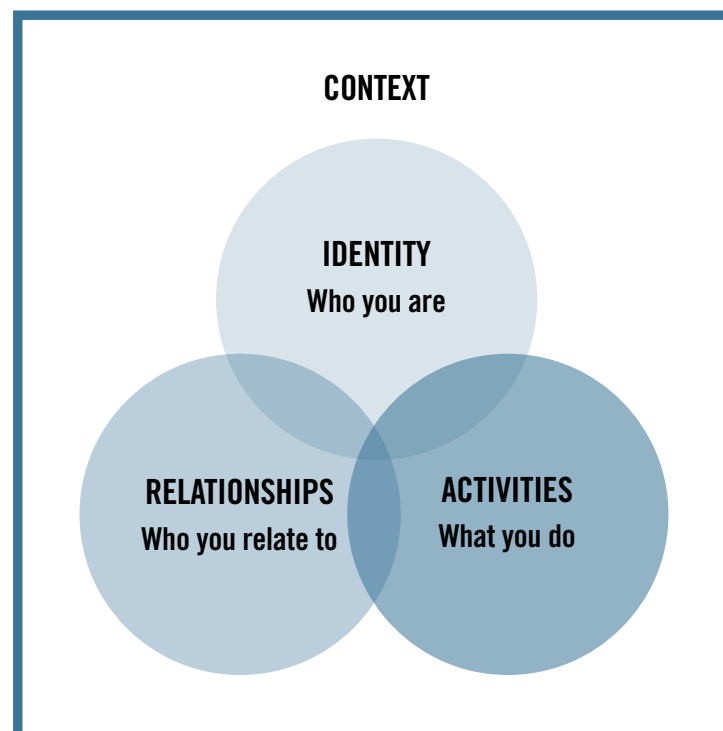 CONTEXT
IDENTITY
Who you are
RELATIONSHIPS
Who you relate to
ACTIVITIES
What you do